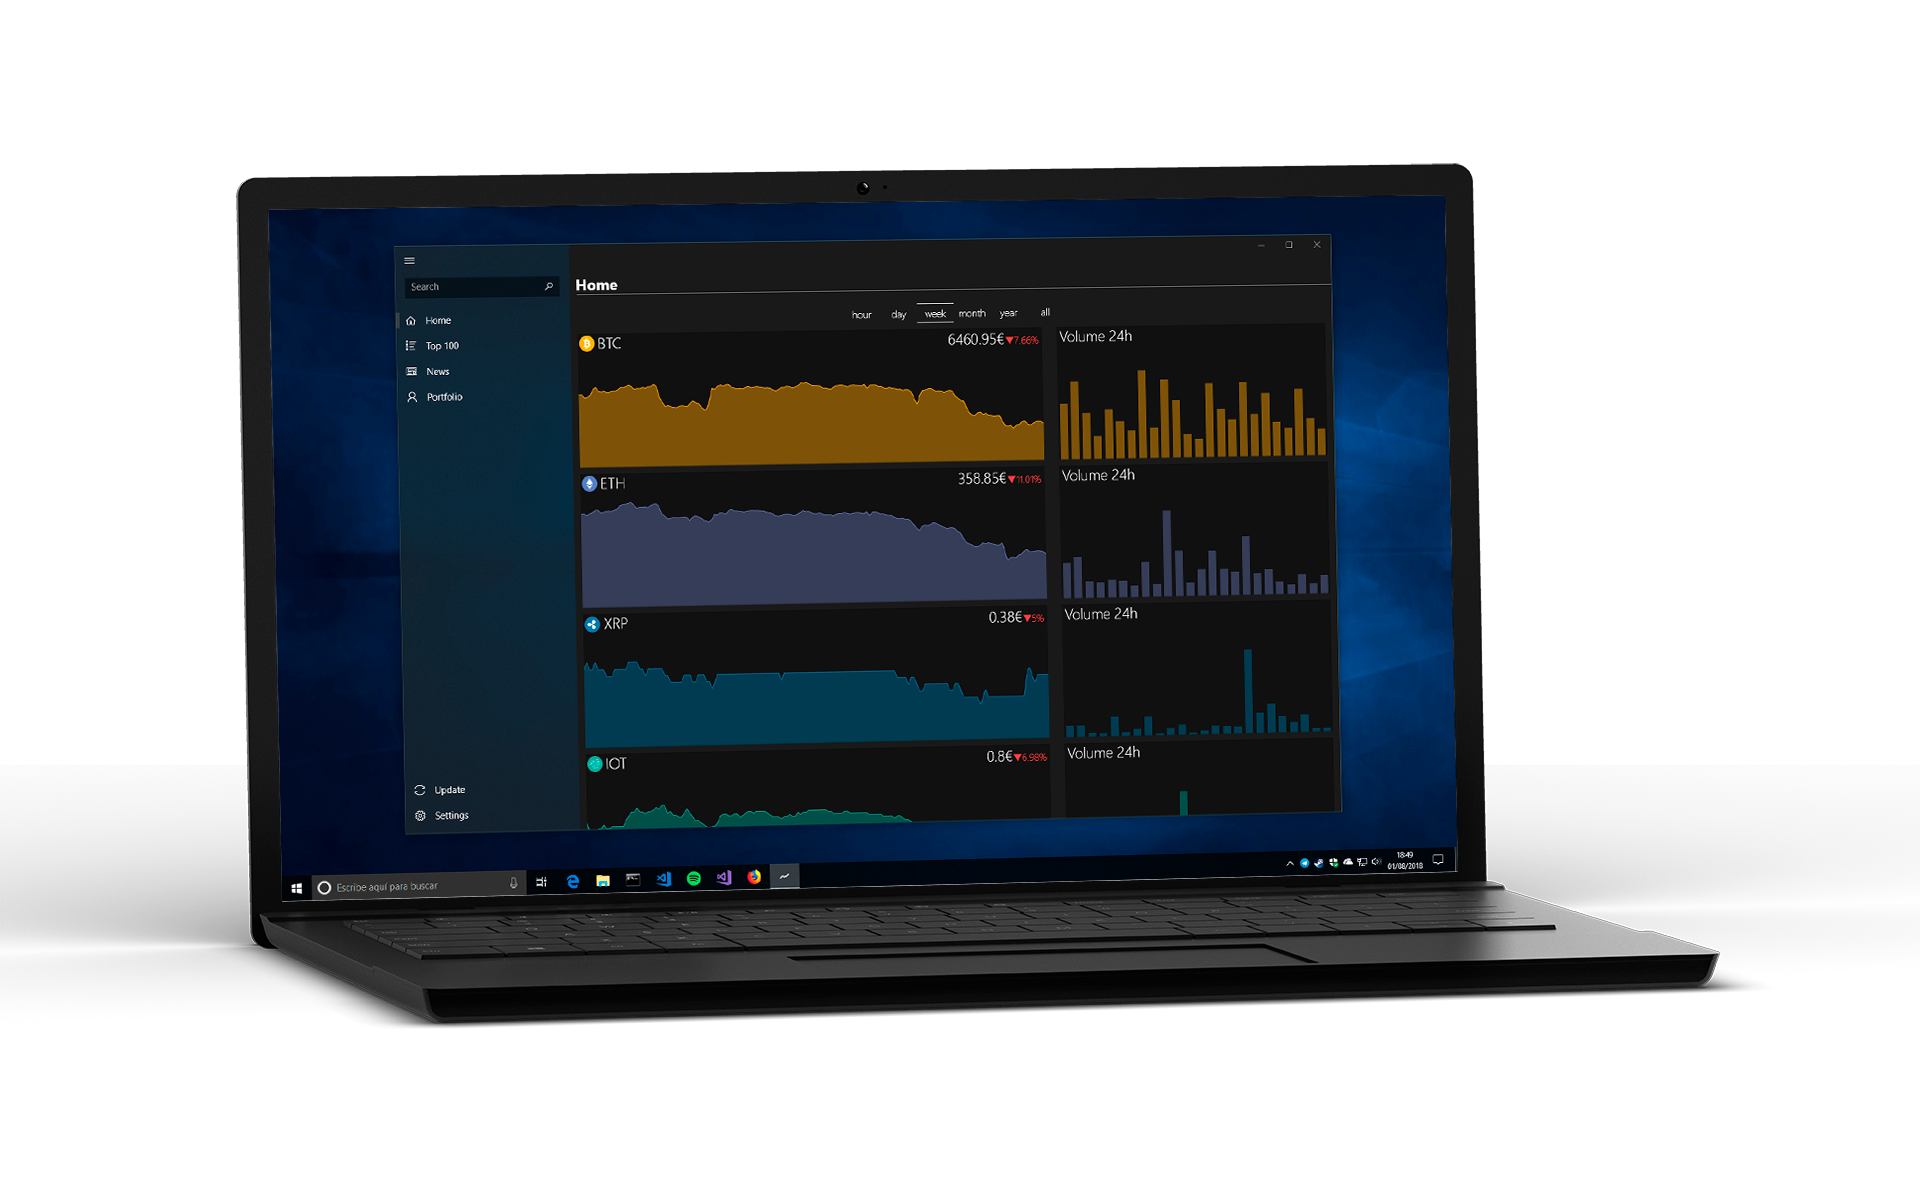 Search
Home
Top 100
News
Portfolio
Update
Settings
Home
hour day week month year all
BTC 6460.95€▼7.66%
Volume 24h
ETH 358.85€▼11.01%
Volume 24h
XRP 0.38€▼5%
Volume 24h
IOT 0.8€▼6.98%
Volume 24h
Escribe aquí para buscar
18:49
01/08/2018